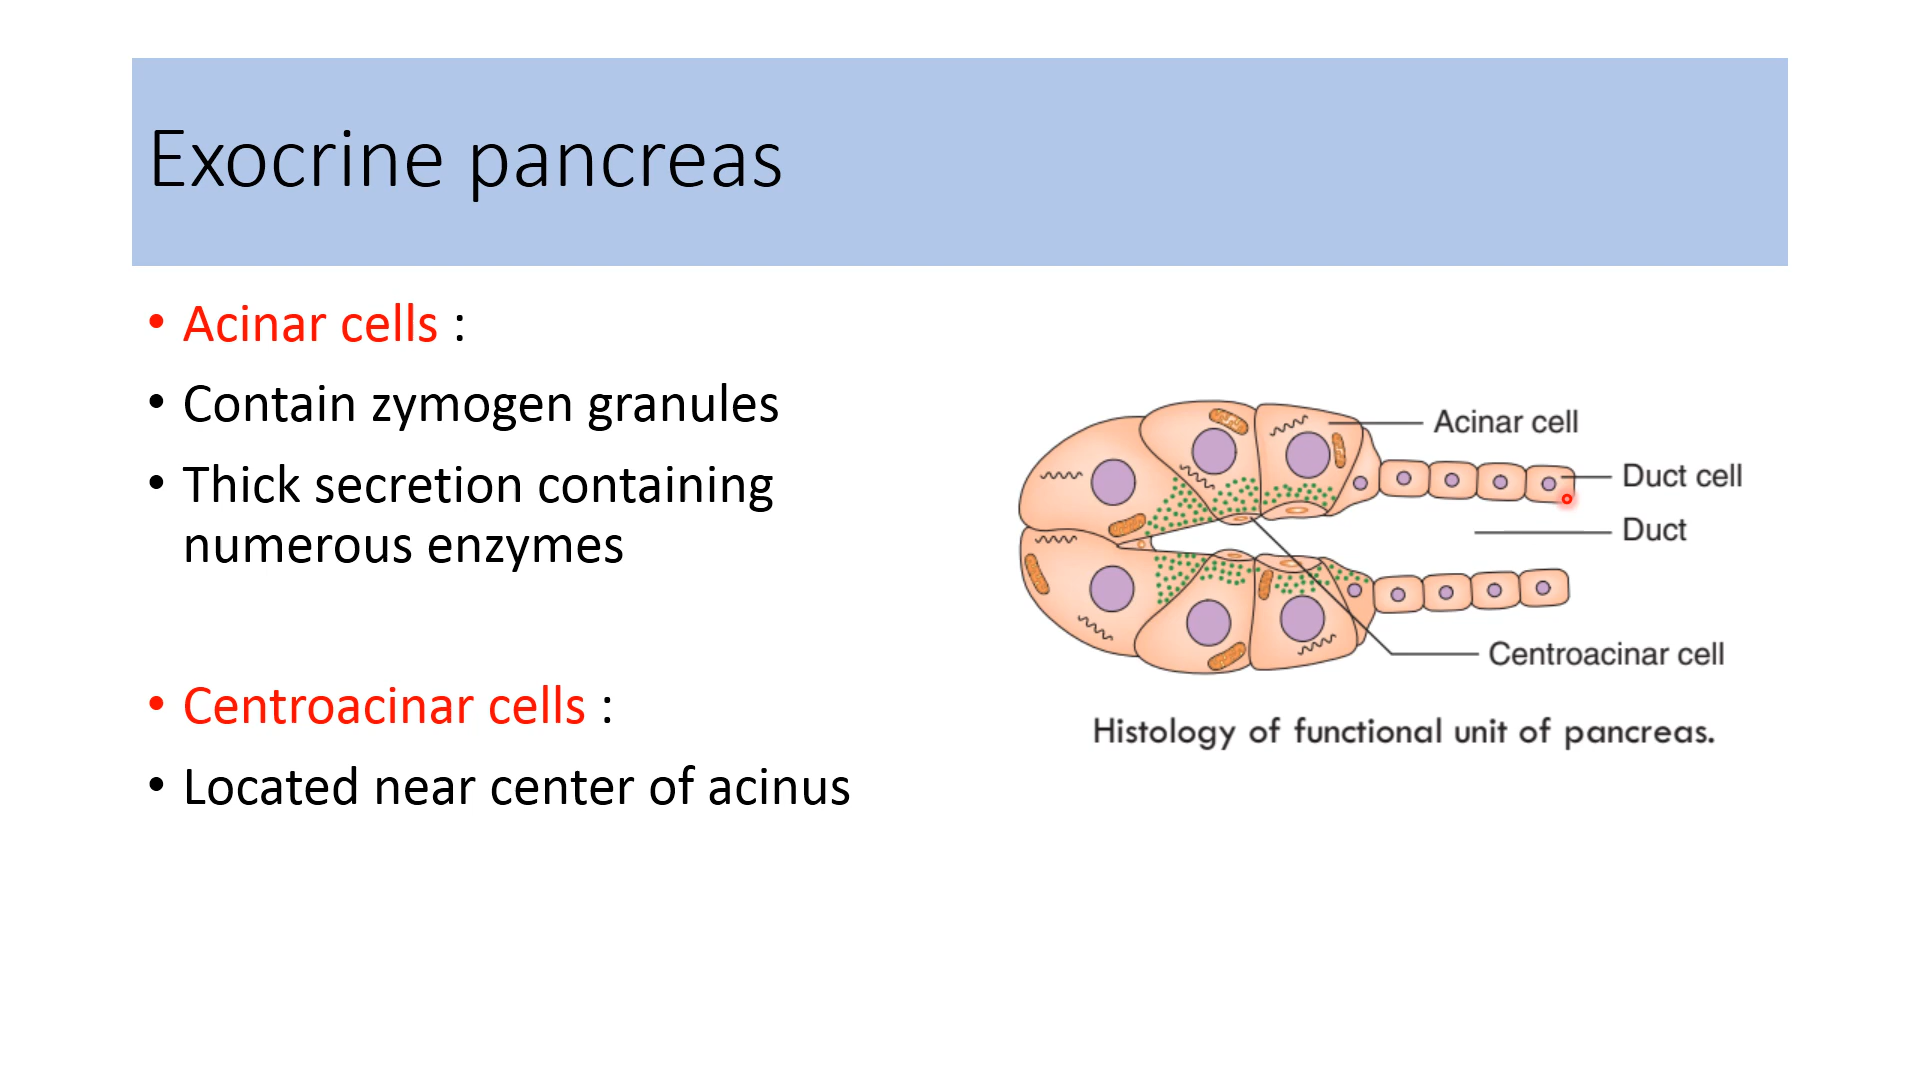 Exocrine pancreas
• Acinar cells :
• Contain zymogen granules
• Thick secretion containing
numerous enzymes
• Centroacinar cells :
• Located near center of acinus
Acinar cell
Duct cell
Duct
Centroacinar cell
Histology of functional unit of pancreas.